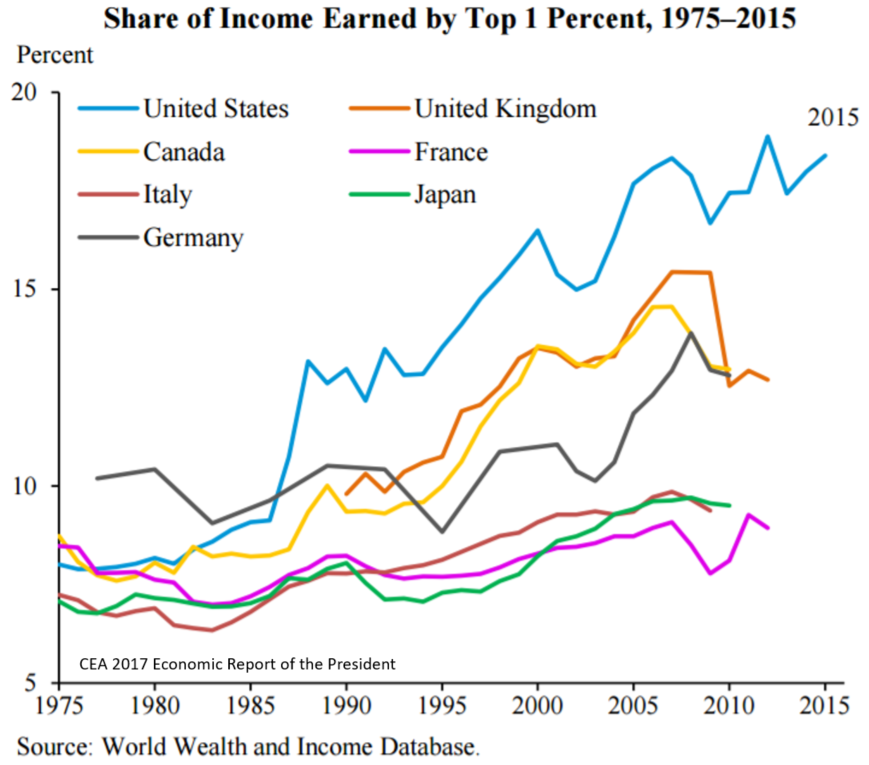 Share of Income Earned by Top 1 Percent, 1975–2015
Percent
20
United States
United Kingdom
2015
Canada
France
Italy
Japan
Germany
15
10
CEA 2017 Economic Report of the President
5
1975 1980 1985 1990 1995 2000 2005 2010 2015
Source: World Wealth and Income Database.